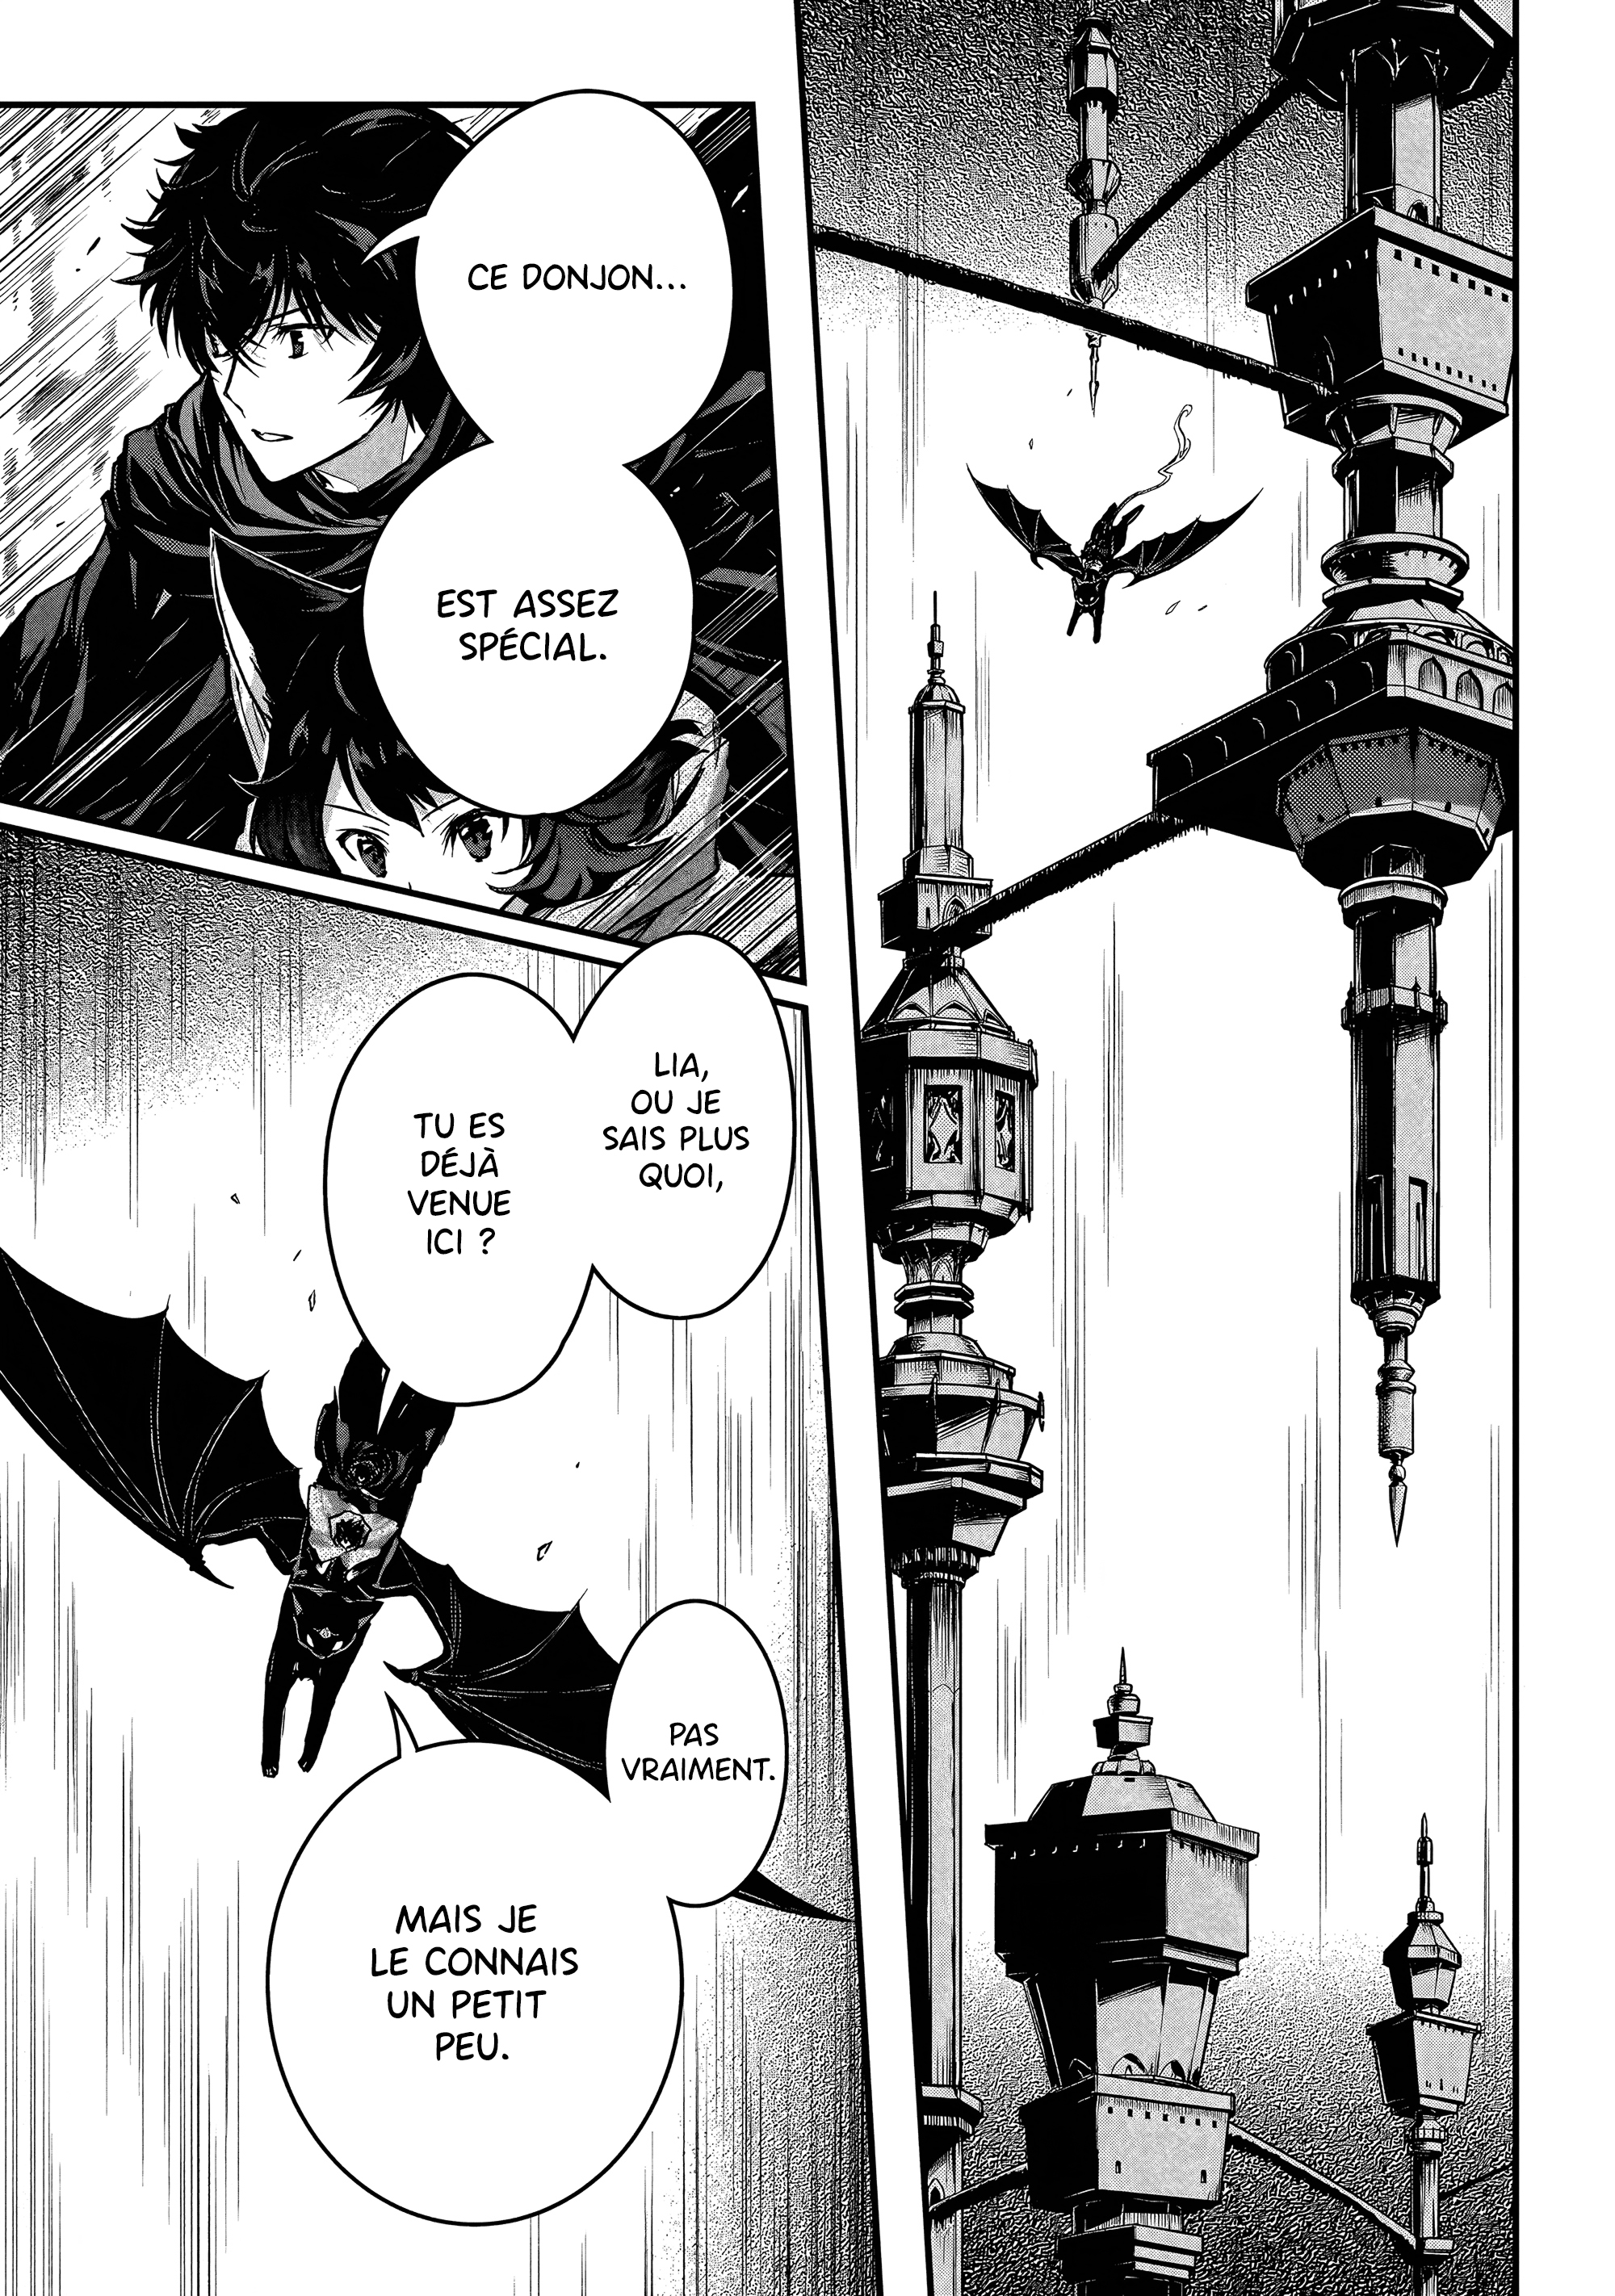 CE DONJON...
EST ASSEZ
SPÉCIAL.
LIA,
OU JE
SAIS PLUS
QUOI,
TU ES
DÉJÀ
VENUE
ICI ?
PAS
VRAIMENT.
MAIS JE
LE CONNAIS
UN PETIT
PEU.